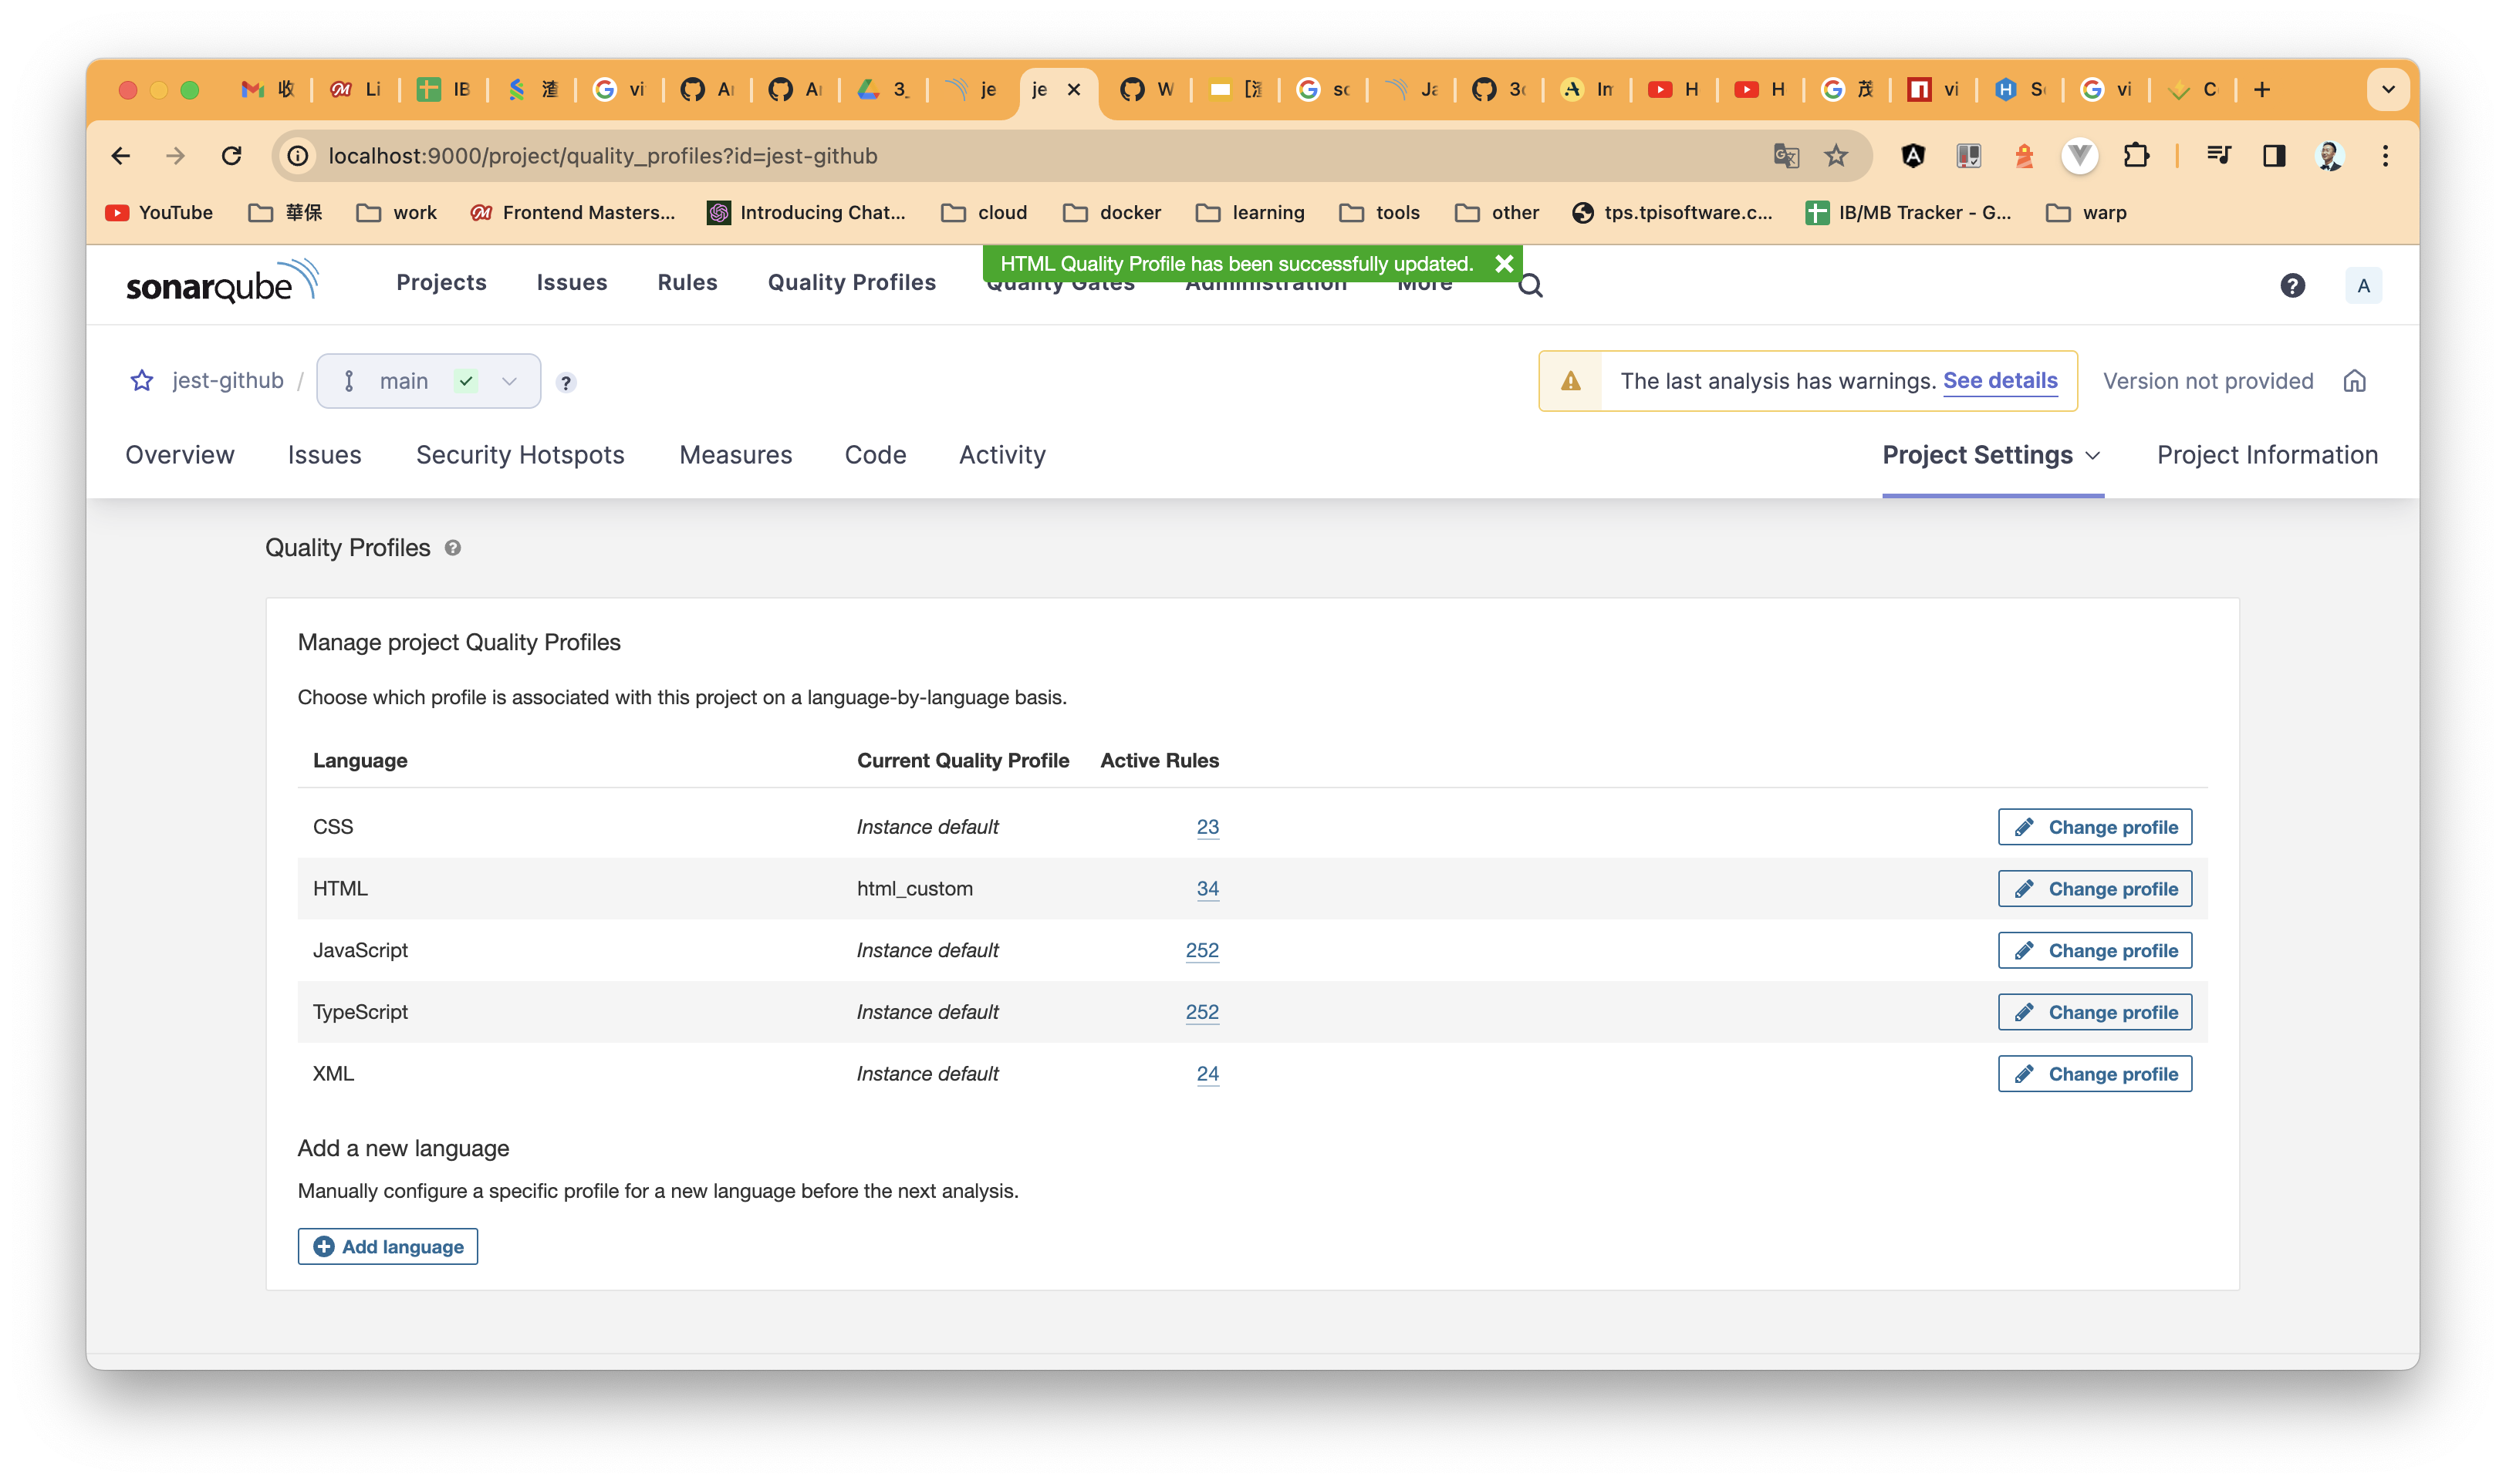 收 Li IB vi 3 je je W Ja In H H 茂 vi vi C
localhost:9000/project/quality_profiles?id=jest-github
YouTube 華保 work Frontend Masters... Introducing Chat... cloud docker learning tools other tps.tpisoftware.c... IB/MB Tracker - G... warp
HTML Quality Profile has been successfully updated.
sonarqube Projects Issues Rules Quality Profiles Quality Gates Administration More A
jest-github / main The last analysis has warnings. See details Version not provided
Overview Issues Security Hotspots Measures Code Activity Project Settings Project Information
Quality Profiles
Manage project Quality Profiles
Choose which profile is associated with this project on a language-by-language basis.
Language Current Quality Profile Active Rules
CSS Instance default 23 Change profile
HTML html_custom 34 Change profile
JavaScript Instance default 252 Change profile
TypeScript Instance default 252 Change profile
XML Instance default 24 Change profile
Add a new language
Manually configure a specific profile for a new language before the next analysis.
Add language